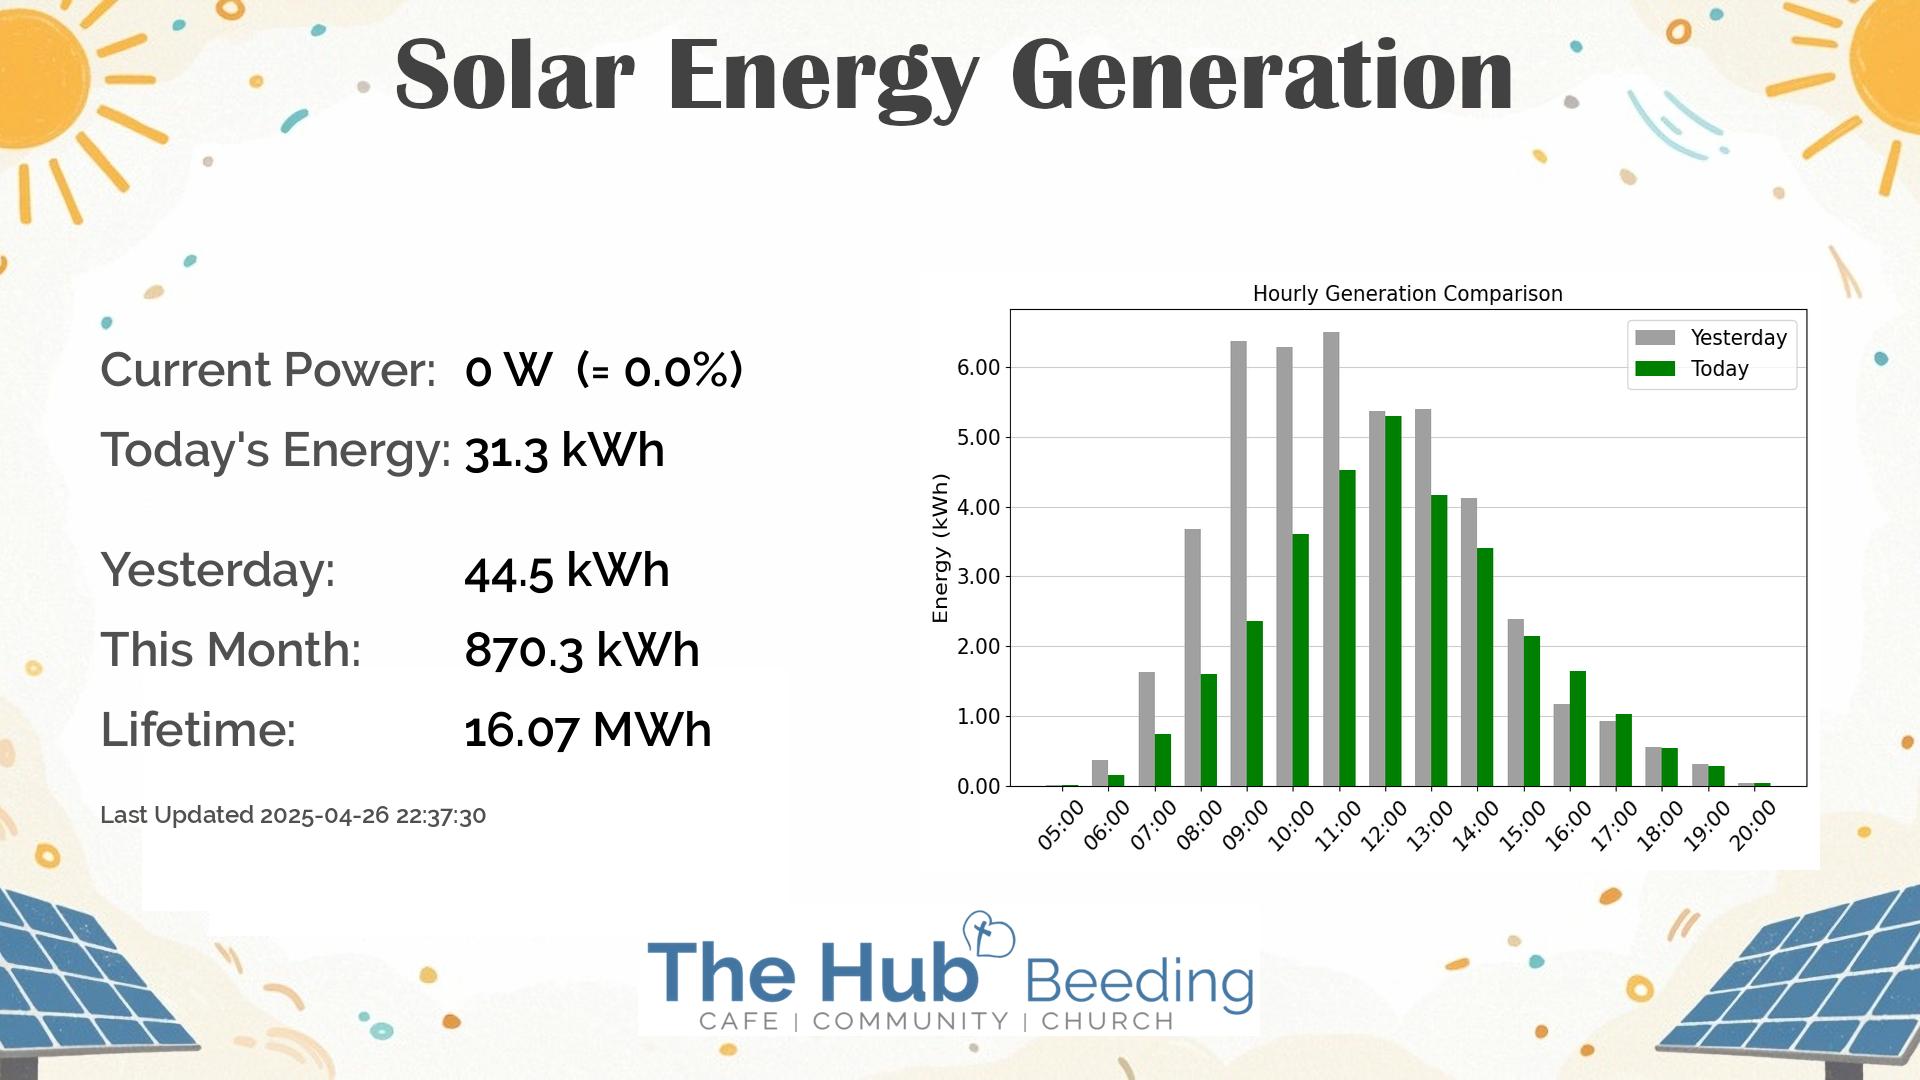 Solar Energy Generation
Current Power: 0 W (= 0.0%)
Today's Energy: 31.3 kWh
Yesterday: 44.5 kWh
This Month: 870.3 kWh
Lifetime: 16.07 MWh
Last Updated 2025-04-26 22:37:30
Hourly Generation Comparison
Yesterday
Today
Energy (kWh)
6.00
5.00
4.00
3.00
2.00
1.00
0.00
05:00 06:00 07:00 08:00 09:00 10:00 11:00 12:00 13:00 14:00 15:00 16:00 17:00 18:00 19:00 20:00
The Hub Beeding
CAFE | COMMUNITY | CHURCH